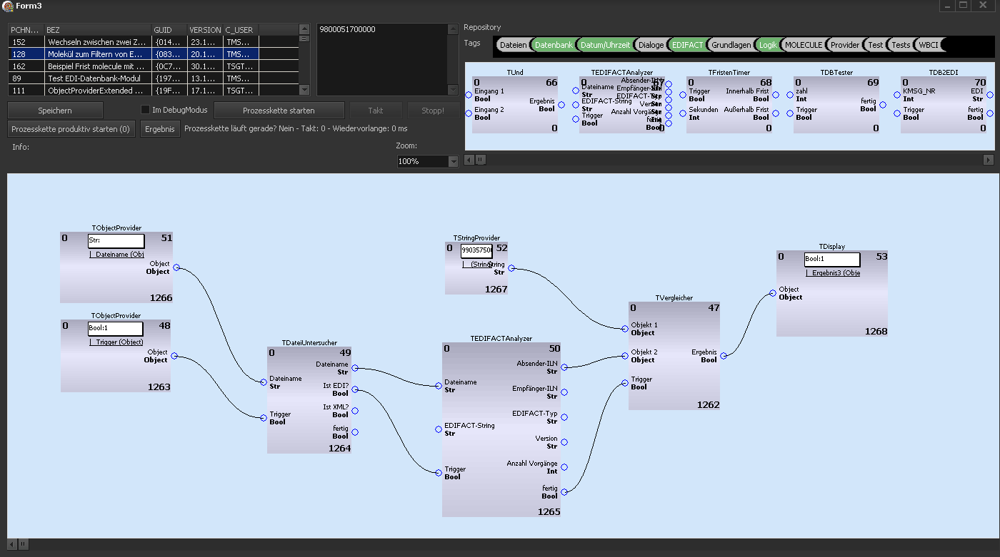 Form3
PCHN... BEZ GUID VERSION C_USER
152 Wechseln zwischen zwei Z... {014... 23.1... TMS...
128 Molekül zum Filtern von E... {083... 20.1... TMS...
162 Beispiel Frist molecule mit ... {0C7... 30.1... TSGT...
89 Test EDI-Datenbank-Modul {197... 13.1... TMS...
111 ObjectProviderExtended ... {19F... 17.1... TSGT...
9800051700000
Repository
Tags
Dateien Datenbank Datum/Uhrzeit Dialoge EDIFACT Grundlagen Logik MOLECULE Provider Test Tests WBCI
TUnd
66
Eingang 1
Bool
Eingang 2
Bool
Ergebnis
Bool
0
TEDIFACTAnalyzer
67
Dateiname
Str
EDIFACT-String
Str
Trigger
Bool
Absender-ILN
Empfänger-ILN
EDIFACT-Typ
Version
Str
Anzahl Vorgänge
Int
fertig
Bool
0
TFristenTimer
68
Trigger
Bool
Sekunden
Int
Innerhalb Frist
Bool
Außerhalb Frist
Bool
0
TDBTester
69
zahl
Int
Trigger
Bool
fertig
Bool
0
TDB2EDI
70
KMSG_NR
Int
Trigger
Bool
EDI
Str
fertig
Bool
0
Speichern
Im DebugModus
Prozesskette starten
Takt
Stopp!
Prozesskette produktiv starten (0)
Ergebnis
Prozesskette läuft gerade? Nein - Takt: 0 - Wiedervorlange: 0 ms
Info:
Zoom:
100%
TObjectProvider
0 Str: 51
| Dateiname (Obj
Object
Object
1266
TObjectProvider
0 Bool:1 48
| Trigger (Object)
Object
Object
1263
TDateiUntersucher
0 49
Dateiname
Str
Dateiname
Str
Ist EDI?
Bool
Ist XML?
Bool
Trigger
Bool
fertig
Bool
1264
TStringProvider
0 990357500 52
| (String
String
Str
1267
TEDIFACTAnalyzer
0 50
Absender-ILN
Str
Dateiname
Str
Empfänger-ILN
Str
EDIFACT-Typ
Str
EDIFACT-String
Str
Version
Str
Anzahl Vorgänge
Int
Trigger
Bool
fertig
Bool
1265
TVergleicher
0 47
Objekt 1
Object
Objekt 2
Object
Ergebnis
Bool
Trigger
Bool
1262
TDisplay
0 Bool:1 53
| Ergebnis3 (Obje
Object
Object
1268